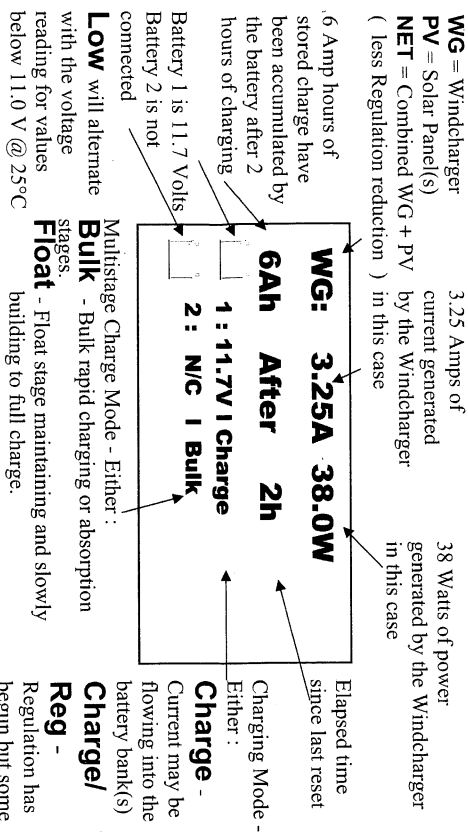 WG = Windcharger
PV = Solar Panel(s)
NET = Combined WG + PV
( less Regulation reduction )
3.25 Amps of
current generated
by the Windcharger
in this case
38 Watts of power
generated by the Windcharger
in this case
6 Amp hours of
stored charge have
been accumulated by
the battery after 2
hours of charging
Battery 1 is 11.7 Volts
Battery 2 is not
connected
Low will alternate
with the voltage
reading for values
below 11.0 V @ 25°C
WG: 3.25A 38.0W
6Ah After 2h
1 : 11.7V I Charge
2 : N/C I Bulk
Elapsed time
since last reset
Charging Mode -
Either :
Charge -
Current may be
flowing into the
battery bank(s)
Charge/
Reg -
Regulation has
begun but some
Multistage Charge Mode - Either :
Bulk - Bulk rapid charging or absorption
stages.
Float - Float stage maintaining and slowly
building to full charge.